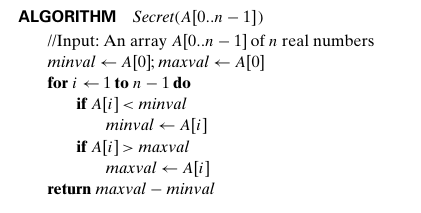 ALGORITHM Secret(A[0..n − 1])
//Input: An array A[0..n − 1] of n real numbers
minval ← A[0]; maxval ← A[0]
for i ← 1 to n − 1 do
if A[i] < minval
minval ← A[i]
if A[i] > maxval
maxval ← A[i]
return maxval − minval